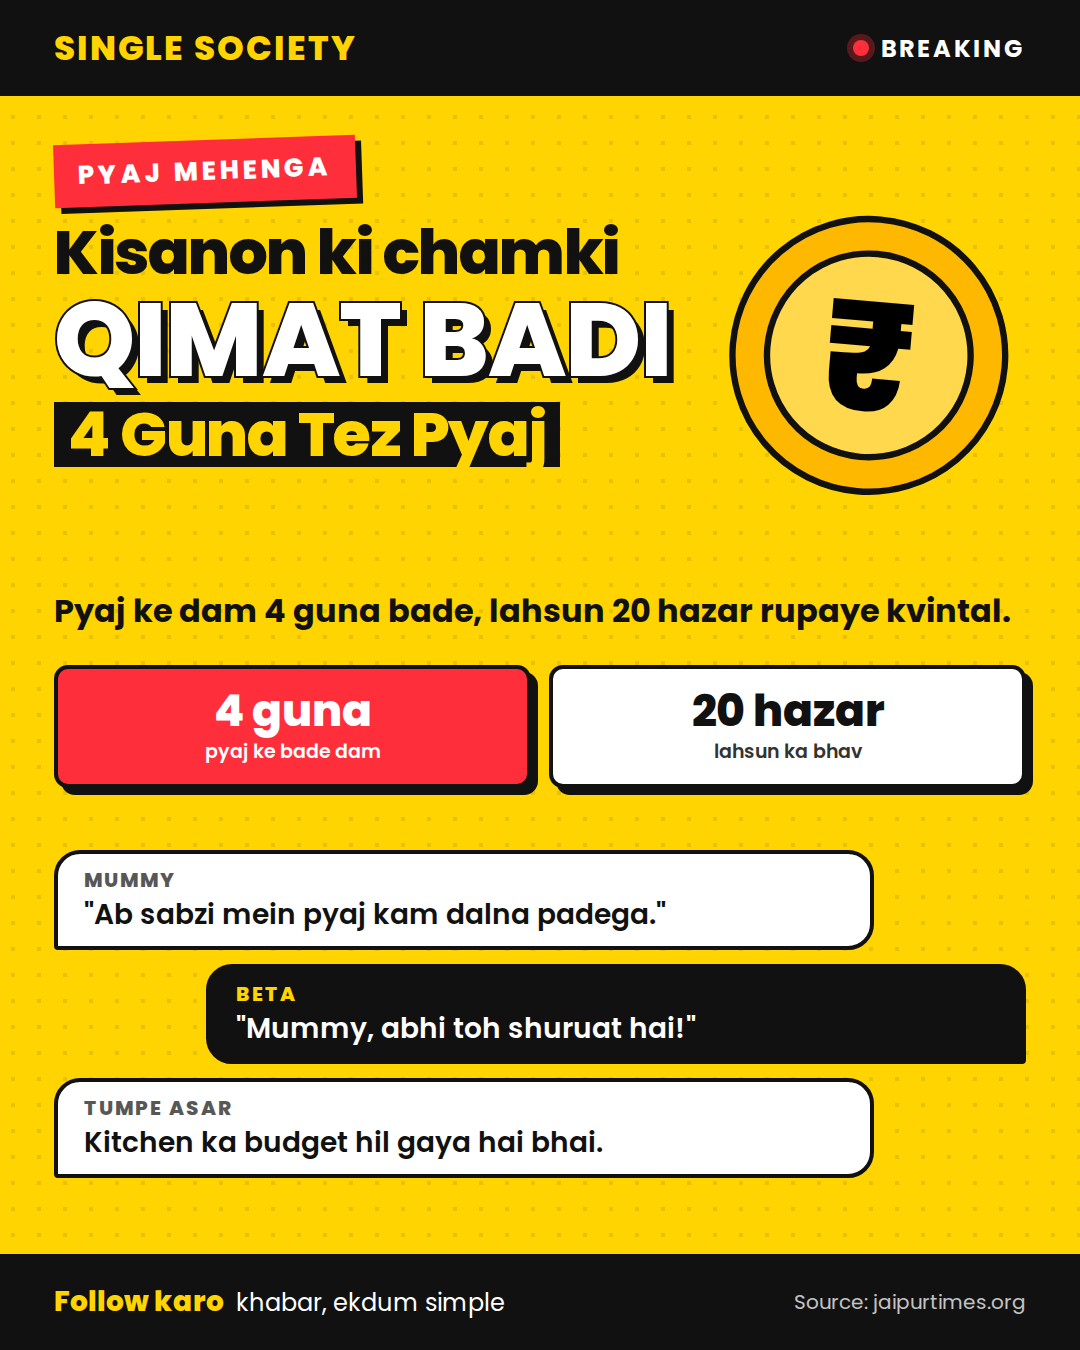 SINGLE SOCIETY
BREAKING
PYAJ MEHENGA
Kisanon ki chamki
QIMAT BADI
4 Guna Tez Pyaj
₹
Pyaj ke dam 4 guna bade, lahsun 20 hazar rupaye kvintal.
4 guna
pyaj ke bade dam
20 hazar
lahsun ka bhav
MUMMY
"Ab sabzi mein pyaj kam dalna padega."
BETA
"Mummy, abhi toh shuruat hai!"
TUMPE ASAR
Kitchen ka budget hil gaya hai bhai.
Follow karo khabar, ekdum simple
Source: jaipurtimes.org